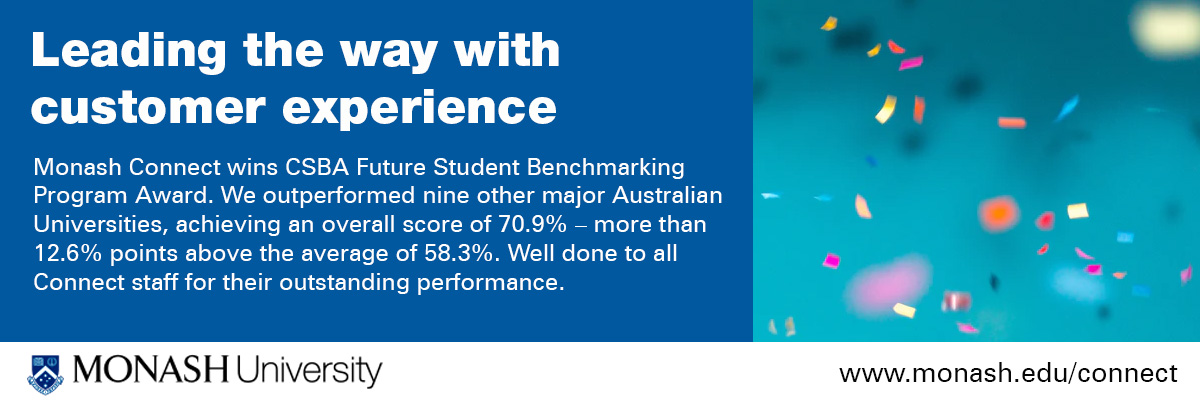 Leading the way with
customer experience
Monash Connect wins CSBA Future Student Benchmarking
Program Award. We outperformed nine other major Australian
Universities, achieving an overall score of 70.9% – more than
12.6% points above the average of 58.3%. Well done to all
Connect staff for their outstanding performance.
MONASH University
www.monash.edu/connect